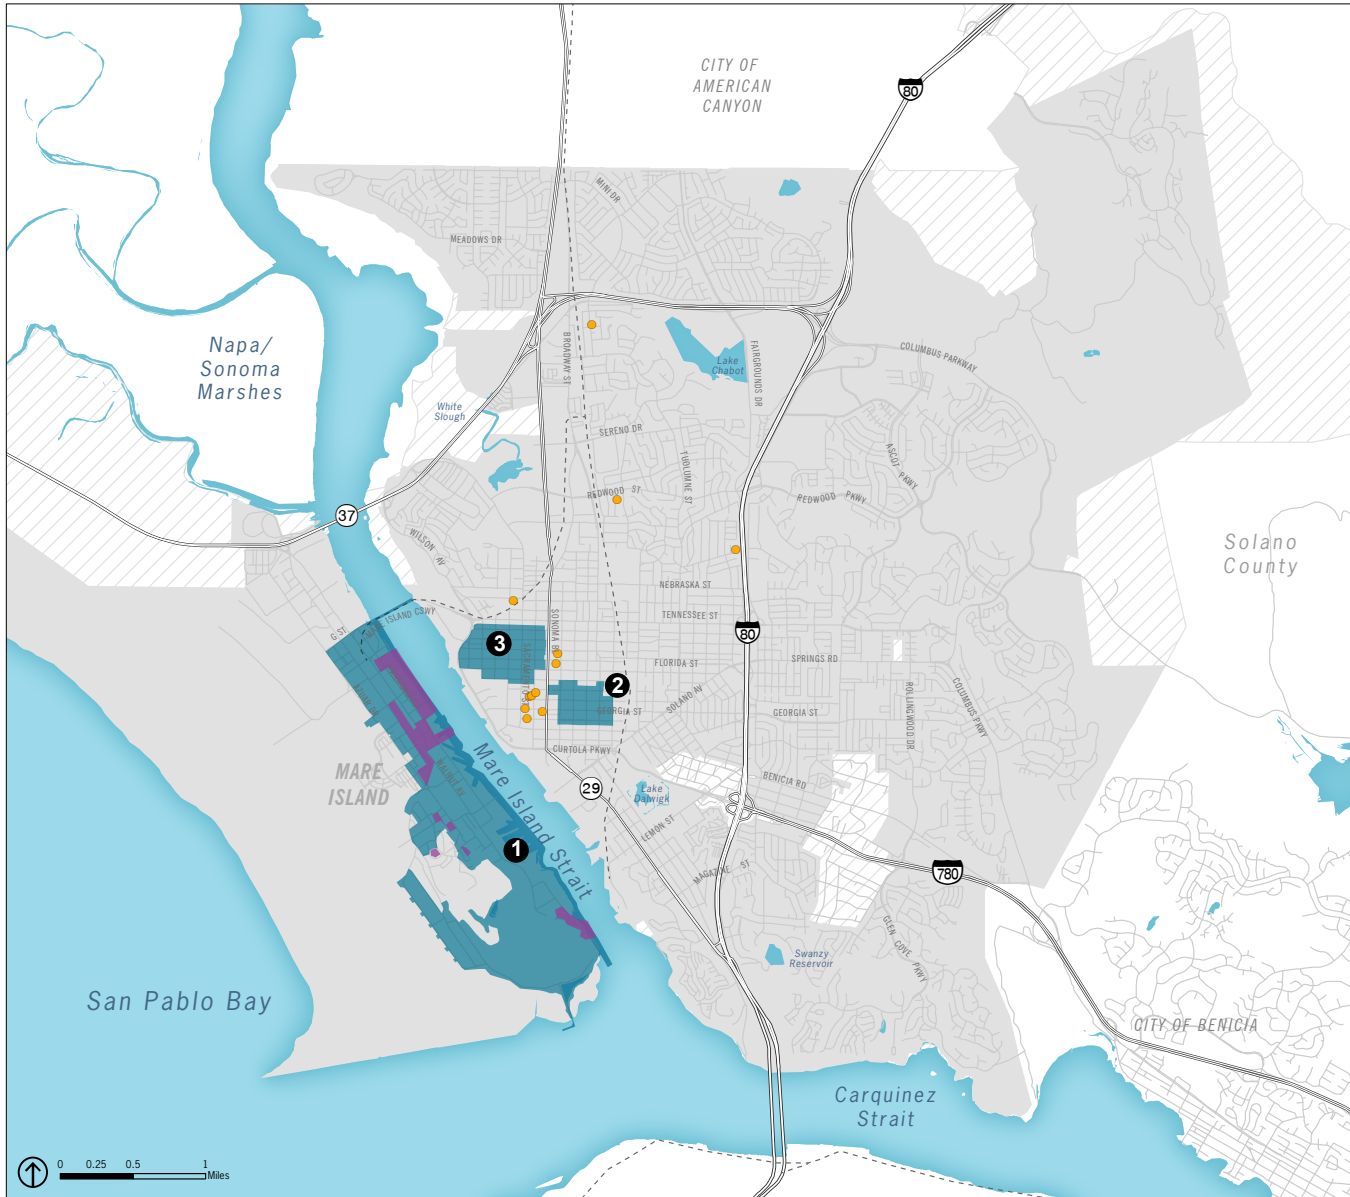 CITY OF
AMERICAN
CANYON
80
MINI DR
MEADOWS DR
Napa/
Sonoma
Marshes
BROADWAY ST
Lake
Chabot
FAIRGROUNDS DR
COLUMBUS PARKWAY
White
Slough
SERENO DR
TUOLUMNE ST
ASCOT PKWY
REDWOOD ST
REDWOOD PKWY
37
WILSON AV
Solano
County
NEBRASKA ST
TENNESSEE ST
G ST
MARE ISLAND CSWY
SONOMA BL
80
3
SACRAMENTO ST
FLORIDA ST
SPRINGS RD
2
SOLANO AV
GEORGIA ST
GEORGIA ST
ROLLINGWOOD DR
COLUMBUS PKWY
CURTOLA PKWY
MARE
ISLAND
WALNUT AV
Mare Island Strait
29
Lake
Dalwigk
BENICIA RD
LEMON ST
1
MAGAZINE ST
780
GLEN COVE PKWY
Swanzy
Reservoir
San Pablo Bay
CITY OF BENICIA
Carquinez
Strait
0 0.25 0.5 1
Miles